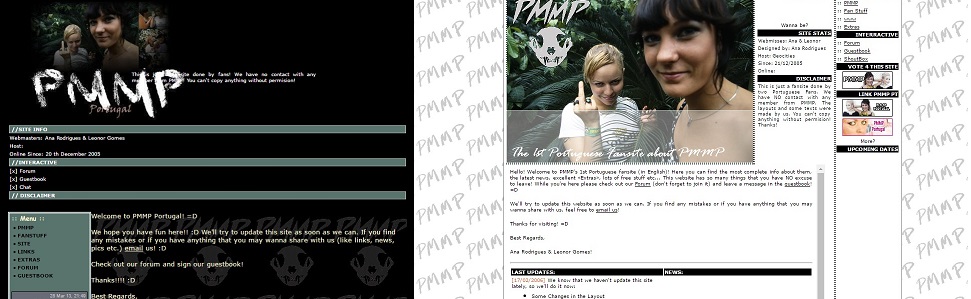 PMMP
Portugal
This is a fansite done by fans! We have no contact with any
member from PMMP. You can't copy anything without permission!
//SITE INFO
Webmasters: Ana Rodrigues & Leonor Gomes
Host:
Online Since: 20 th December 2005
//INTERACTIVE
[x] Forum
[x] Guestbook
[x] Chat
// DISCLAIMER
:: Menu ::
• PMMP
• FANSTUFF
• SITE
• LINKS
• EXTRAS
• FORUM
• GUESTBOOK
Welcome to PMMP Portugal! =D
We hope you have fun here!! :D We'll try to update this site as soon as we can. If you find
any mistakes or if you have anything that you may wanna share with us (like links, news,
pics etc.) email us! :D
Check out our forum and sign our guestbook!
Thanks!!!! :D
Best Regards,
PMMP
The 1st Portuguese Fansite about PMMP
Wanna be?
SITE STATS
Webmisses: Ana & Leonor
Designed by: Ana Rodrigues
Host: Geocities
Since: 21/12/2005
Online:
DISCLAIMER
This is just a fansite done by
two Portuguese Fans. We
have NO contact with any
member from PMMP. The
layouts and some texts were
made by us. You can't copy
anything without permision!
Thanks!
:: PMMP
:: Fan Stuff
:: Extras
INTERACTIVE
:: Forum
:: Guestbook
:: ShoutBox
VOTE 4 THIS SITE
PMMP
LINK PMMP PT
PMMP
PMMP
Portugal
More?
UPCOMING DATES
Hello! Welcome to PMMP's 1st Portuguese Fansite (in English)! Here you can find the most complete info about them,
the latest news, excellent «Extras», lots of free stuff etc... This website has so many things that you have NO excuse
to leave! While you're here please check out our Forum (don't forget to join it) and leave a message in the guestbook!
=D
We'll try to update this website as soon as we can. If you find any mistakes or if you have anything that you may
wanna share with us, feel free to email us!
Thanks for visiting! =D
Best Regards,
Ana Rodrigues & Leonor Gomes!
LAST UPDATES:
NEWS:
[17/02/2006] We know that we haven't update this site
lately, so we'll do it now:
• Some Changes in the Layout